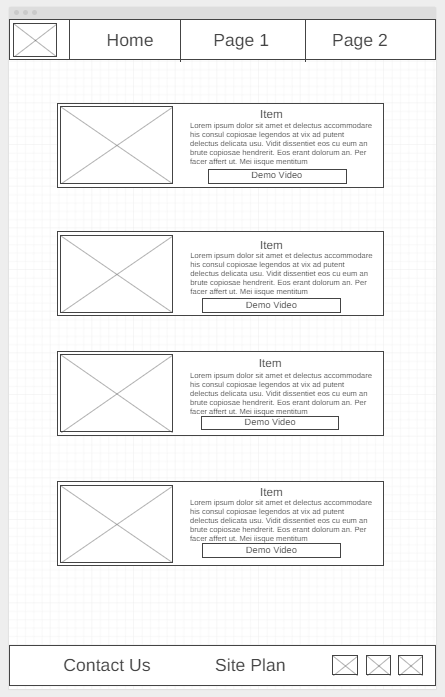 Home Page 1 Page 2
Item
Lorem ipsum dolor sit amet et delectus accommodare
his consul copiosae legendos at vix ad putent
delectus delicata usu. Vidit dissentiet eos cu eum an
brute copiosae hendrerit. Eos erant dolorum an. Per
facer affert ut. Mei iisque mentitum
Demo Video
Item
Lorem ipsum dolor sit amet et delectus accommodare
his consul copiosae legendos at vix ad putent
delectus delicata usu. Vidit dissentiet eos cu eum an
brute copiosae hendrerit. Eos erant dolorum an. Per
facer affert ut. Mei iisque mentitum
Demo Video
Item
Lorem ipsum dolor sit amet et delectus accommodare
his consul copiosae legendos at vix ad putent
delectus delicata usu. Vidit dissentiet eos cu eum an
brute copiosae hendrerit. Eos erant dolorum an. Per
facer affert ut. Mei iisque mentitum
Demo Video
Item
Lorem ipsum dolor sit amet et delectus accommodare
his consul copiosae legendos at vix ad putent
delectus delicata usu. Vidit dissentiet eos cu eum an
brute copiosae hendrerit. Eos erant dolorum an. Per
facer affert ut. Mei iisque mentitum
Demo Video
Contact Us Site Plan